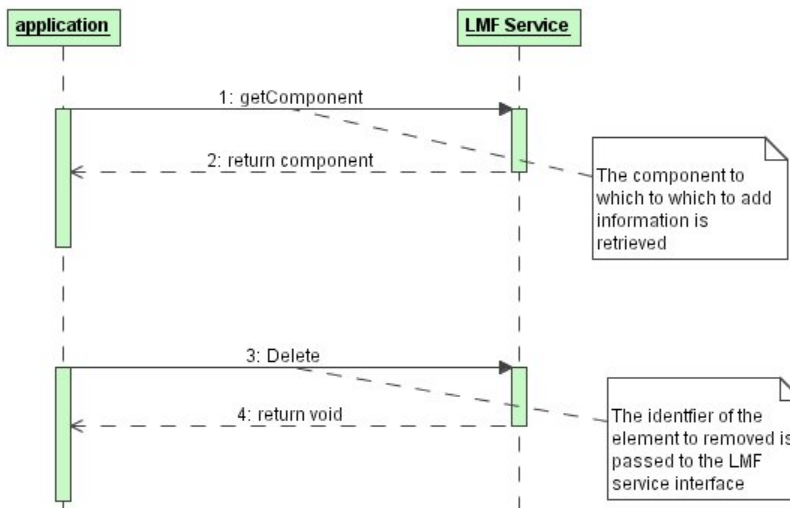 application
LMF Service
1: getComponent
2: return component
The component to
which to which to add
information is
retrieved
3: Delete
4: return void
The identfier of the
element to removed is
passed to the LMF
service interface